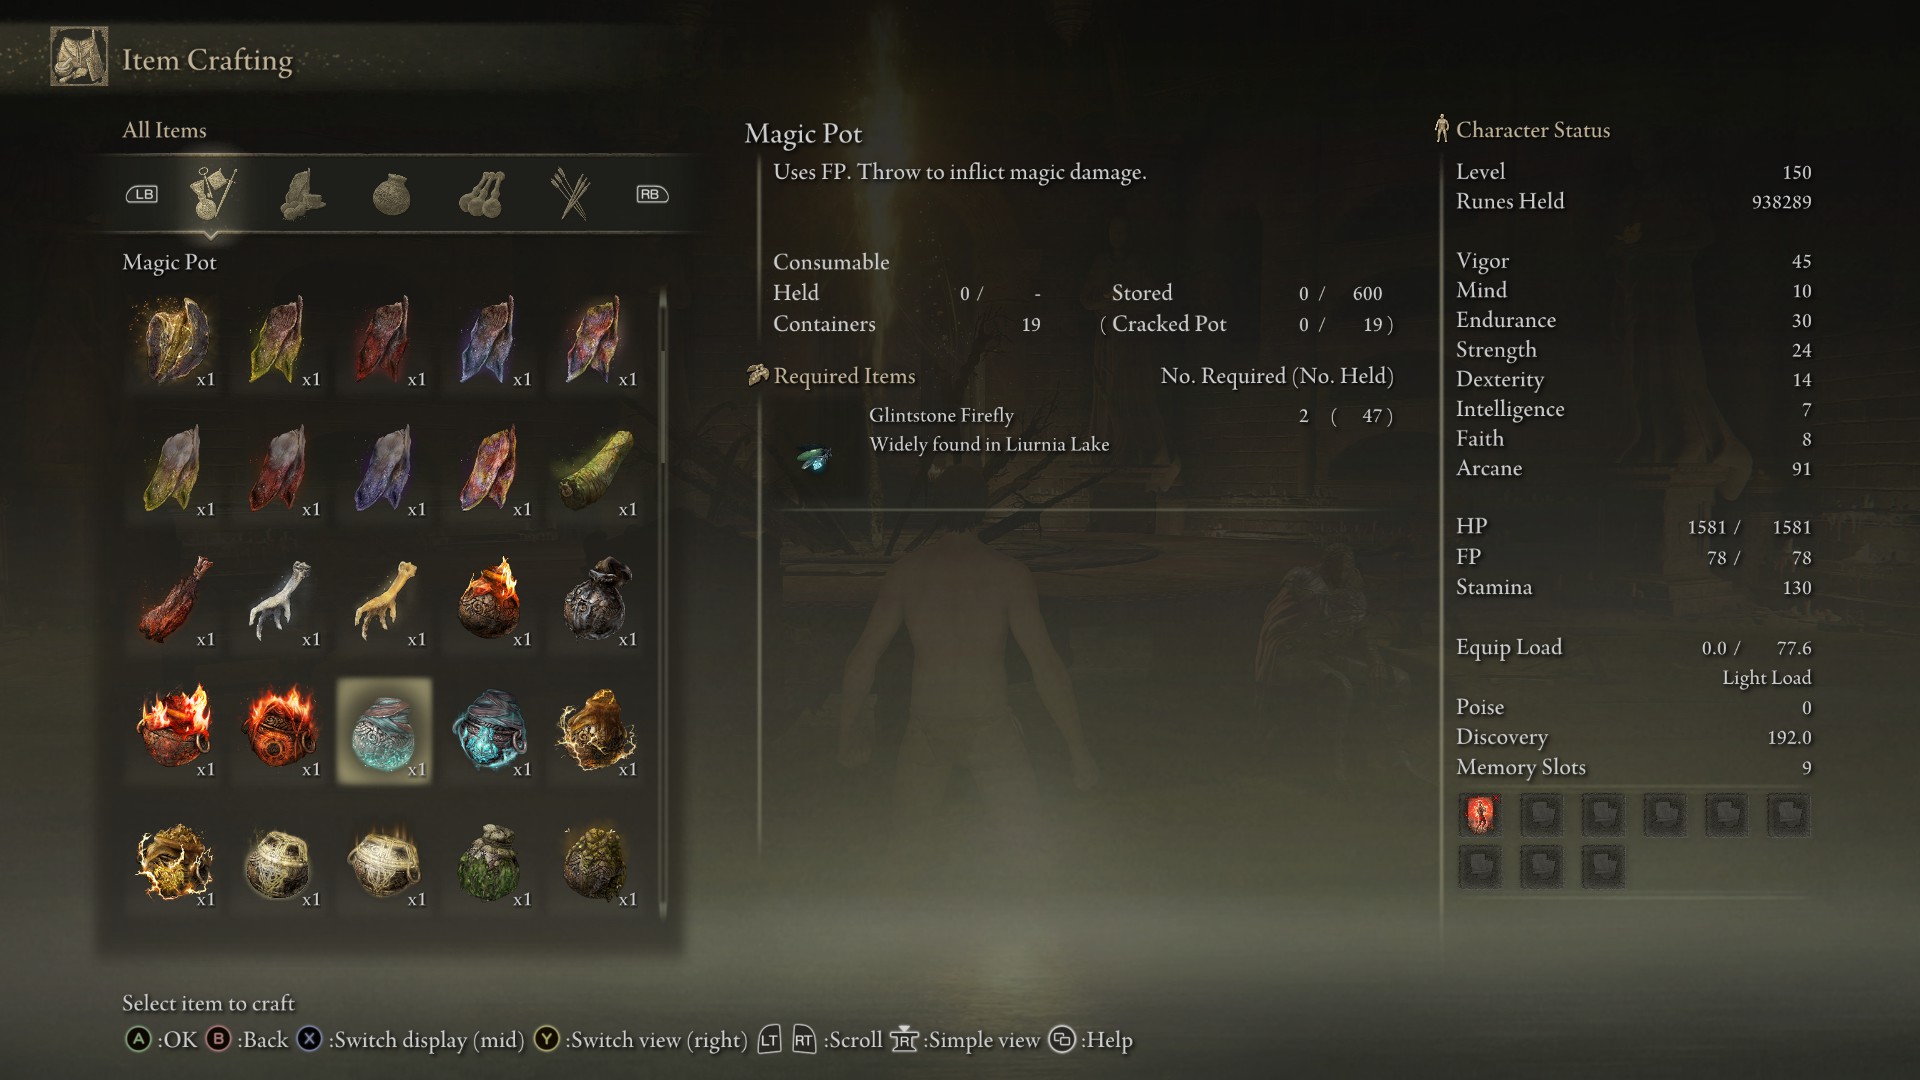 Item Crafting
All Items
LB
RB
Magic Pot
x1 x1 x1 x1 x1
x1 x1 x1 x1 x1
x1 x1 x1 x1 x1
x1 x1 x1 x1 x1
x1 x1 x1 x1 x1
Magic Pot
Uses FP. Throw to inflict magic damage.
Consumable
Held 0 / - Stored 0 / 600
Containers 19 ( Cracked Pot 0 / 19 )
Required Items No. Required (No. Held)
Glintstone Firefly 2 ( 47 )
Widely found in Liurnia Lake
Character Status
Level 150
Runes Held 938289
Vigor 45
Mind 10
Endurance 30
Strength 24
Dexterity 14
Intelligence 7
Faith 8
Arcane 91
HP 1581 / 1581
FP 78 / 78
Stamina 130
Equip Load 0.0 / 77.6
Light Load
Poise 0
Discovery 192.0
Memory Slots 9
Select item to craft
A :OK B :Back X :Switch display (mid) Y :Switch view (right) LT RT :Scroll R :Simple view :Help